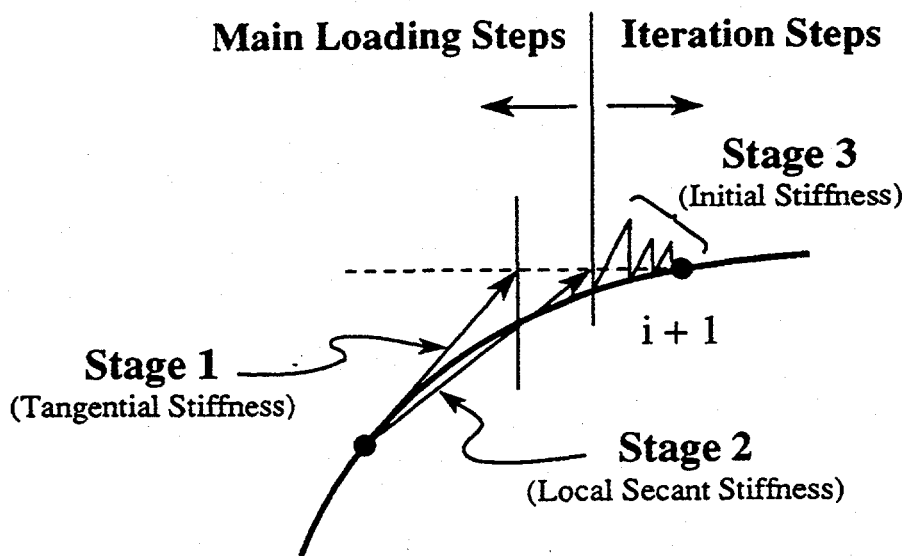 Main Loading Steps
Iteration Steps
Stage 3
(Initial Stiffness)
i + 1
Stage 1
(Tangential Stiffness)
Stage 2
(Local Secant Stiffness)